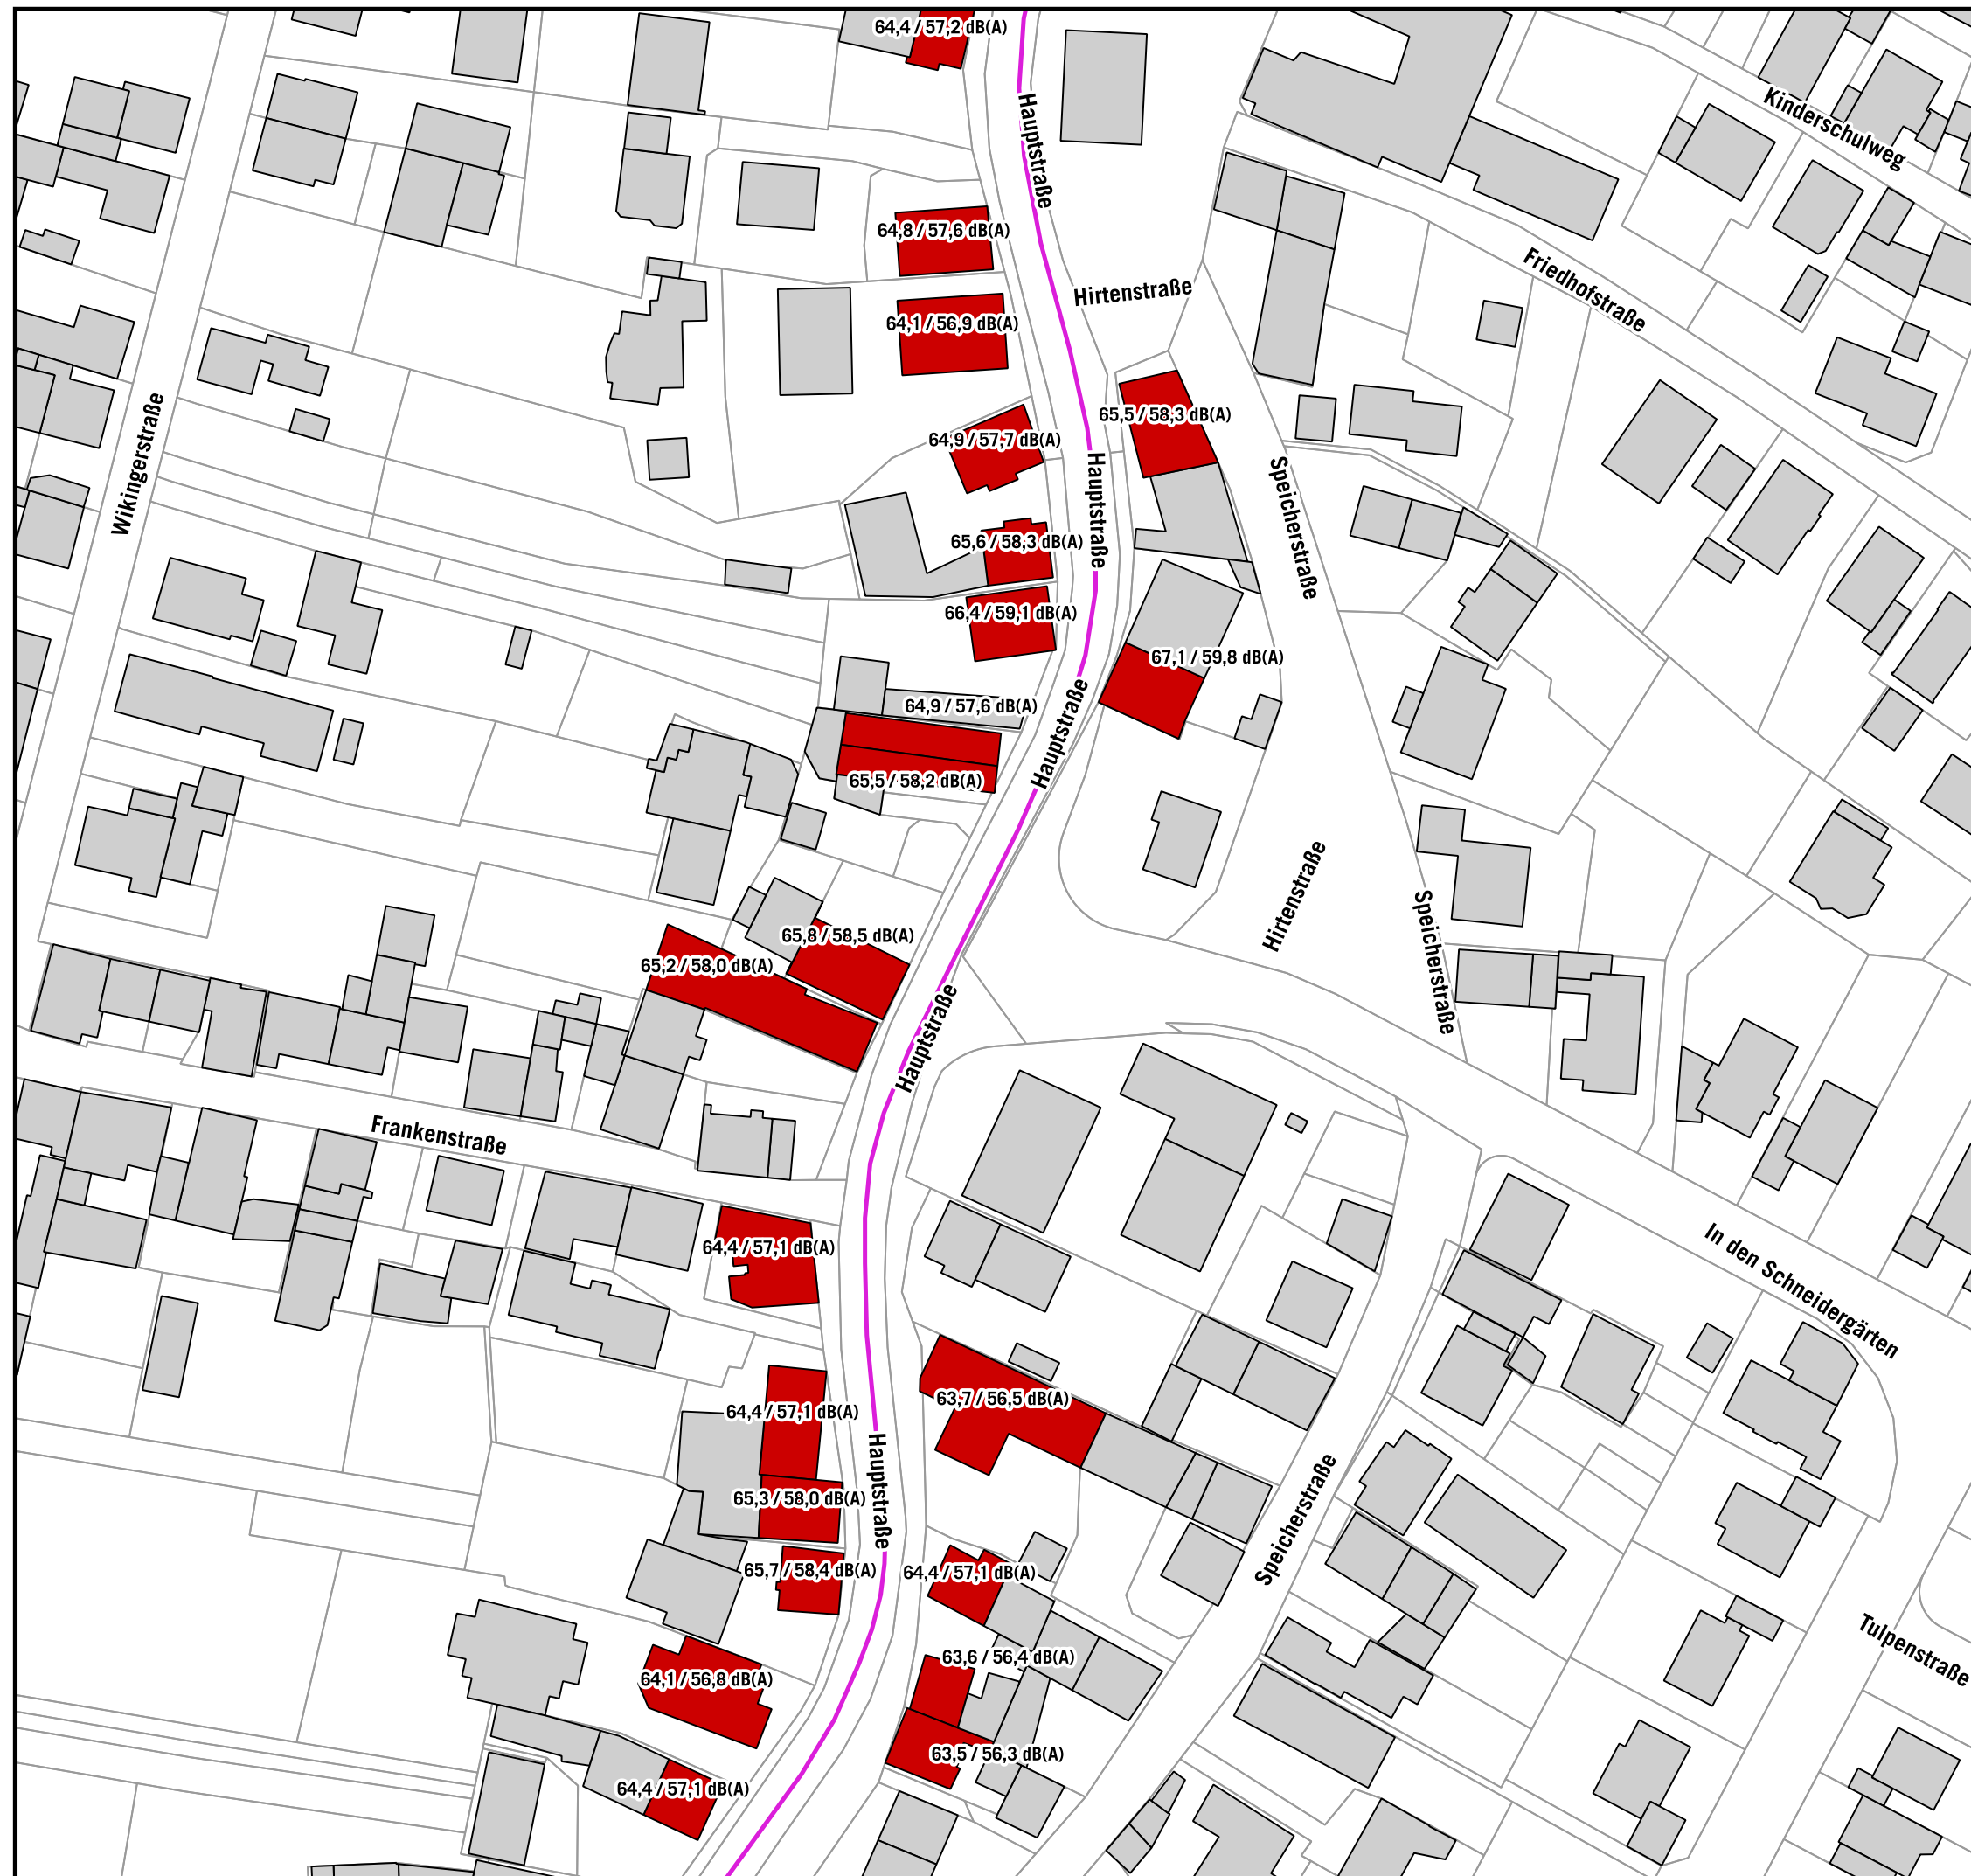 64,4 / 57,2 dB(A)
Kinderschulweg
Hauptstraße
64,8 / 57,6 dB(A)
Friedhofstraße
Hirtenstraße
64,1 / 56,9 dB(A)
65,5 / 58,3 dB(A)
64,9 / 57,7 dB(A)
Wikingerstraße
Hauptstraße
Speicherstraße
65,6 / 58,3 dB(A)
66,4 / 59,1 dB(A)
67,1 / 59,8 dB(A)
64,9 / 57,6 dB(A)
Hauptstraße
65,5 / 58,2 dB(A)
Hirtenstraße
65,8 / 58,5 dB(A)
Speicherstraße
65,2 / 58,0 dB(A)
Hauptstraße
Frankenstraße
64,4 / 57,1 dB(A)
In den Schneidergärten
63,7 / 56,5 dB(A)
64,4 / 57,1 dB(A)
Hauptstraße
65,3 / 58,0 dB(A)
Speicherstraße
65,7 / 58,4 dB(A)
64,4 / 57,1 dB(A)
Tulpenstraße
63,6 / 56,4 dB(A)
64,1 / 56,8 dB(A)
63,5 / 56,3 dB(A)
64,4 / 57,1 dB(A)